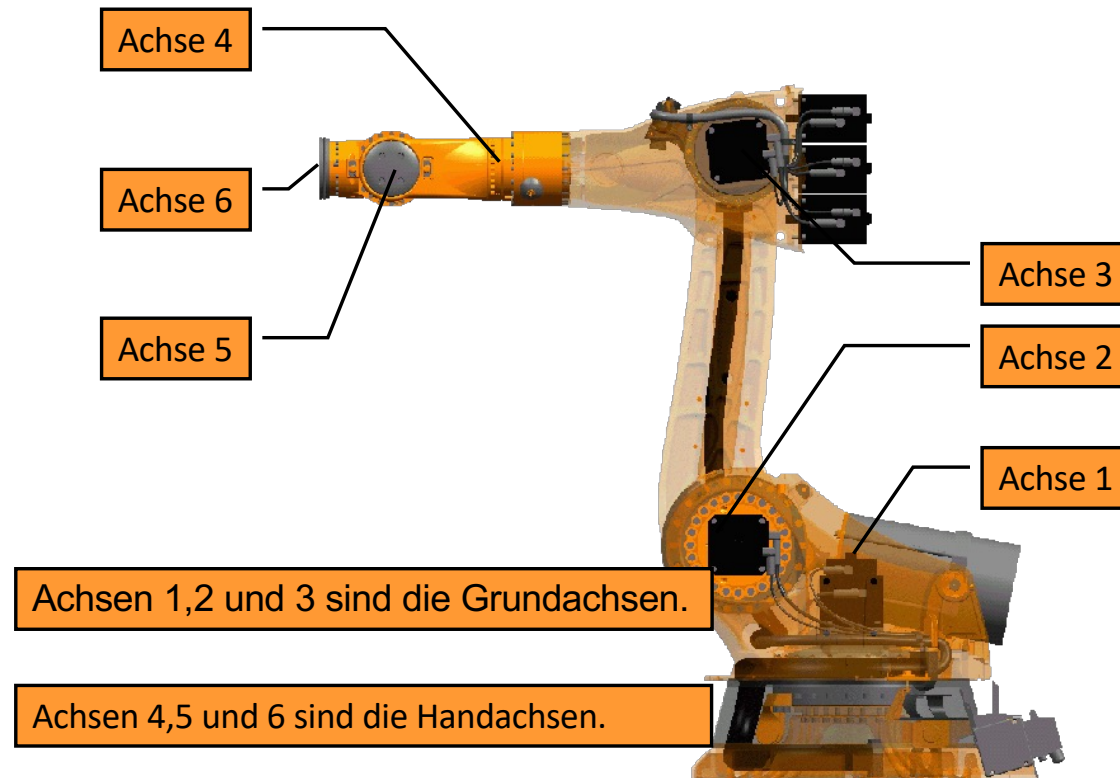 Achse 4
Achse 6
Achse 3
Achse 5
Achse 2
Achse 1
Achsen 1,2 und 3 sind die Grundachsen.
Achsen 4,5 und 6 sind die Handachsen.